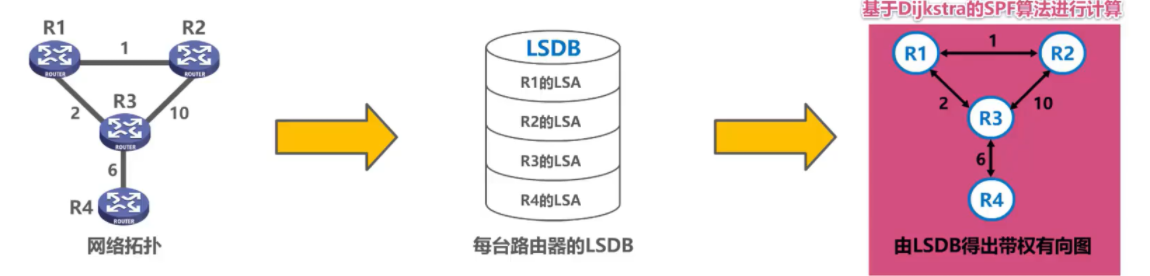 基于Dijkstra的SPF算法进行计算
R1
R2
1
ROUTER
ROUTER
R3
2
10
ROUTER
6
R4
ROUTER
网络拓扑
LSDB
R1的LSA
R2的LSA
R3的LSA
R4的LSA
每台路由器的LSDB
R1
1
R2
2
10
R3
6
R4
由LSDB得出带权有向图